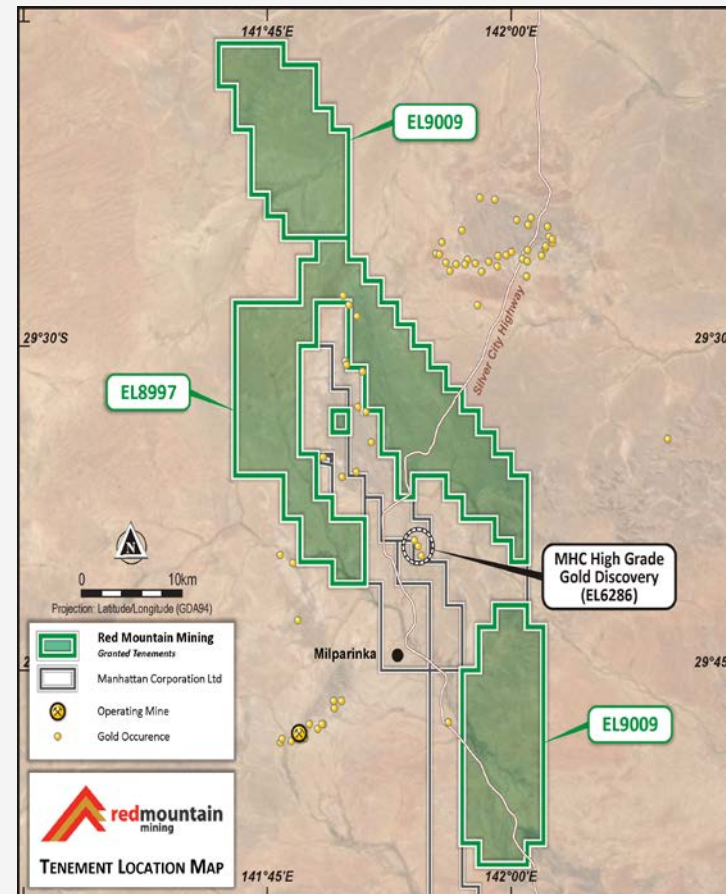 141°45'E
142°00'E
EL9009
Silver City Highway
29°30'S
29°30'
EL8997
MHC High Grade
Gold Discovery
(EL6286)
N
0 10km
Projection: Latitude/Longitude (GDA94)
Red Mountain Mining
Granted Tenements
Manhattan Corporation Ltd
Operating Mine
Gold Occurence
Milparinka
29°45'
EL9009
redmountain
mining
TENEMENT LOCATION MAP
141°45'E
142°00'E